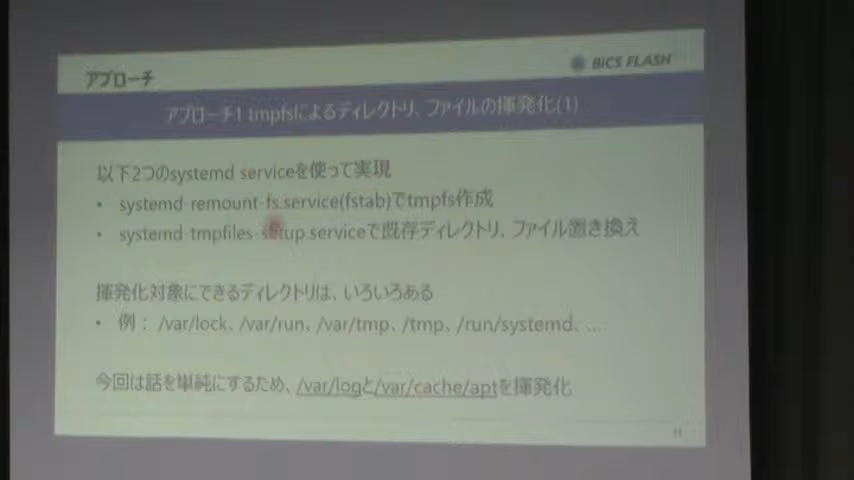 アプローチ
BiCS FLASH
アプローチ1 tmpfsによるディレクトリ、ファイルの揮発化(1)
以下2つのsystemd serviceを使って実現
• systemd-remount-fs.service(fstab)でtmpfs作成
• systemd-tmpfiles-setup.serviceで既存ディレクトリ、ファイル置き換え
揮発化対象にできるディレクトリは、いろいろある
• 例： /var/lock、/var/run、/var/tmp、/tmp、/run/systemd、…
今回は話を単純にするため、/var/logと/var/cache/aptを揮発化